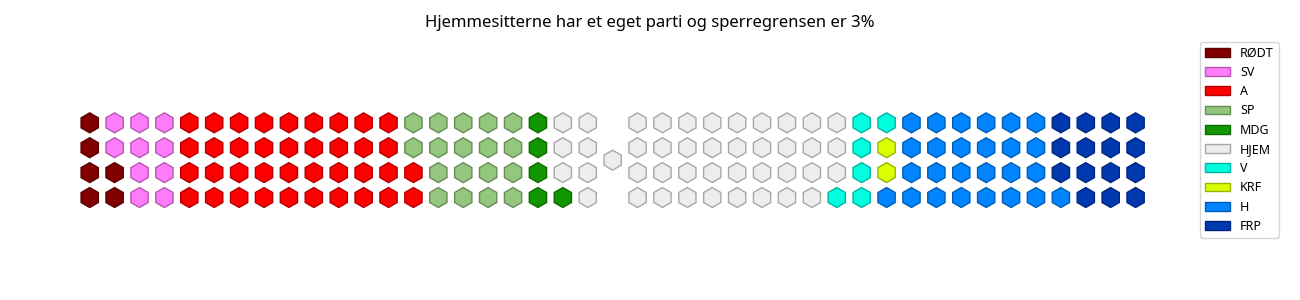 Hjemmesitterne har et eget parti og sperregrensen er 3%
RØDT
SV
A
SP
MDG
HJEM
V
KRF
H
FRP